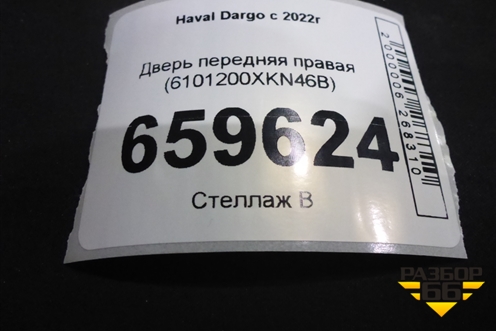 Haval Dargo с 2022г
Дверь передняя правая
(6101200XKN46B)
659624
Стеллаж В
2000006268310
РАЗБОР
66